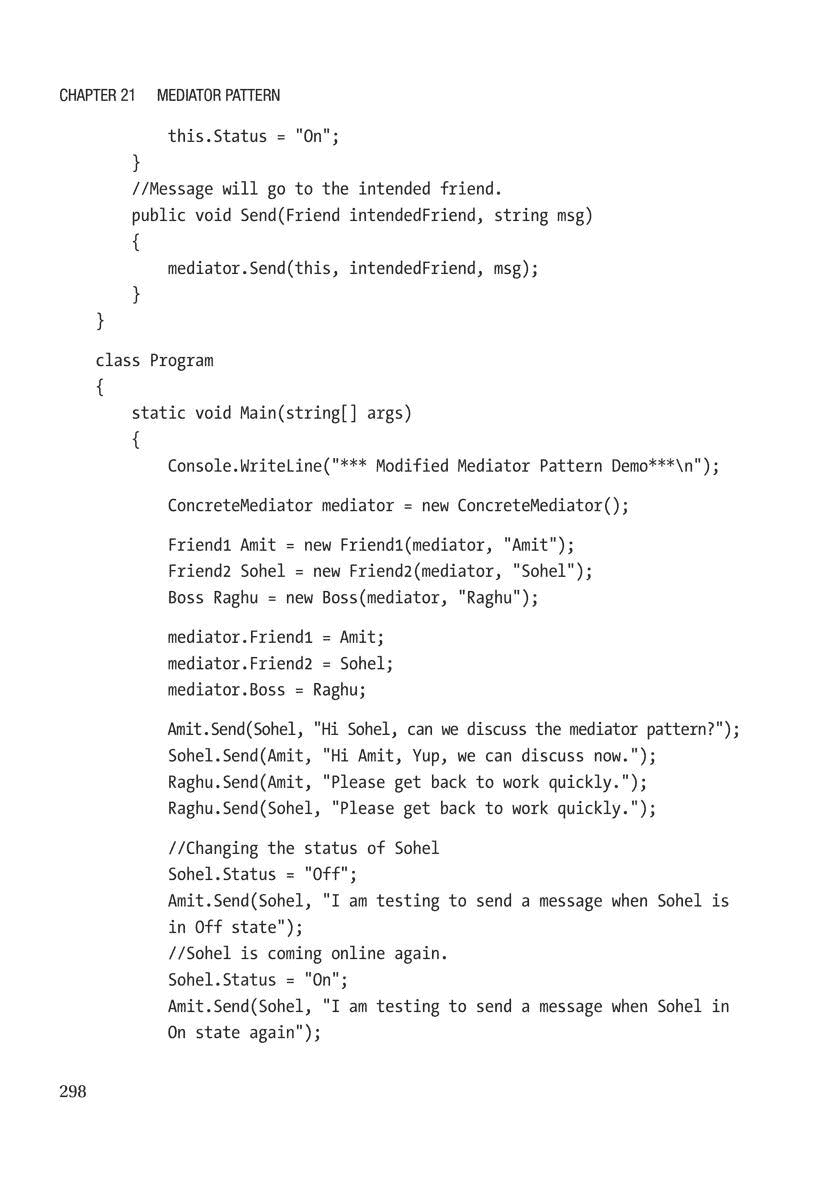 CHAPTER 21 MEDIATOR PATTERN
this.Status = "On";
}
//Message will go to the intended friend.
public void Send(Friend intendedFriend, string msg)
{
mediator.Send(this, intendedFriend, msg);
}
}
class Program
{
static void Main(string[] args)
{
Console.WriteLine("*** Modified Mediator Pattern Demo***\n");
ConcreteMediator mediator = new ConcreteMediator();
Friend1 Amit = new Friend1(mediator, "Amit");
Friend2 Sohel = new Friend2(mediator, "Sohel");
Boss Raghu = new Boss(mediator, "Raghu");
mediator.Friend1 = Amit;
mediator.Friend2 = Sohel;
mediator.Boss = Raghu;
Amit.Send(Sohel, "Hi Sohel, can we discuss the mediator pattern?");
Sohel.Send(Amit, "Hi Amit, Yup, we can discuss now.");
Raghu.Send(Amit, "Please get back to work quickly.");
Raghu.Send(Sohel, "Please get back to work quickly.");
//Changing the status of Sohel
Sohel.Status = "Off";
Amit.Send(Sohel, "I am testing to send a message when Sohel is
in Off state");
//Sohel is coming online again.
Sohel.Status = "On";
Amit.Send(Sohel, "I am testing to send a message when Sohel in
On state again");
298